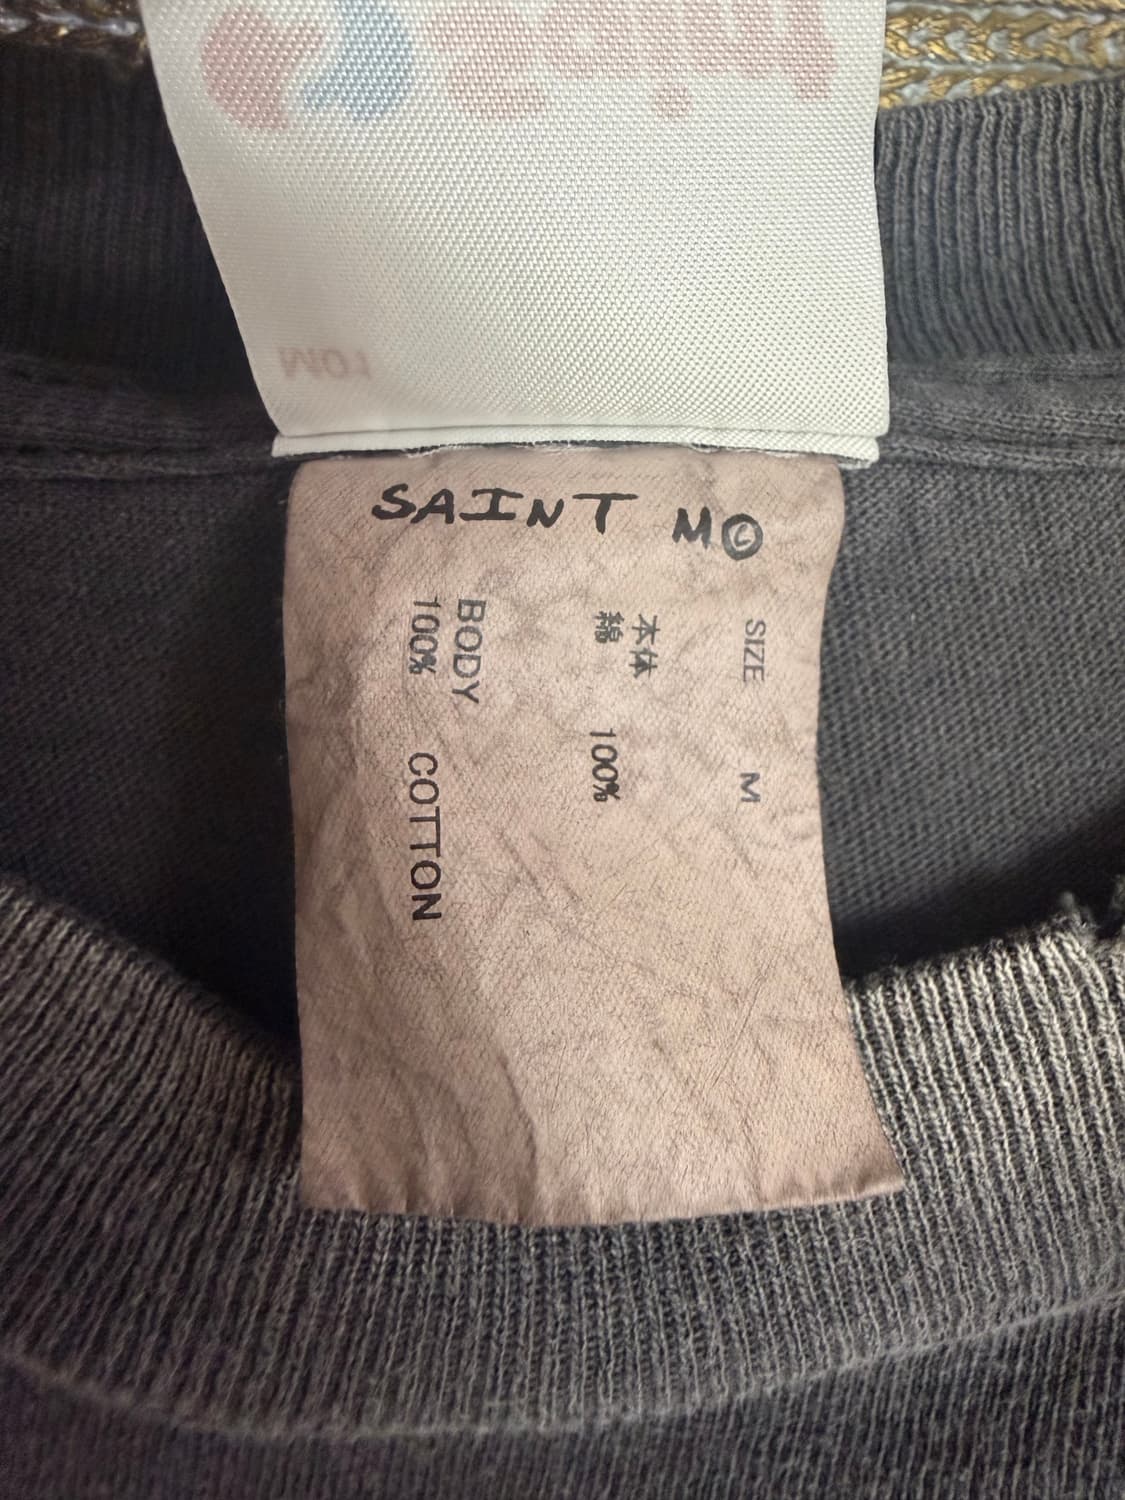 SAINT M©
SIZE M
本体
綿 100%
BODY
100% COTTON